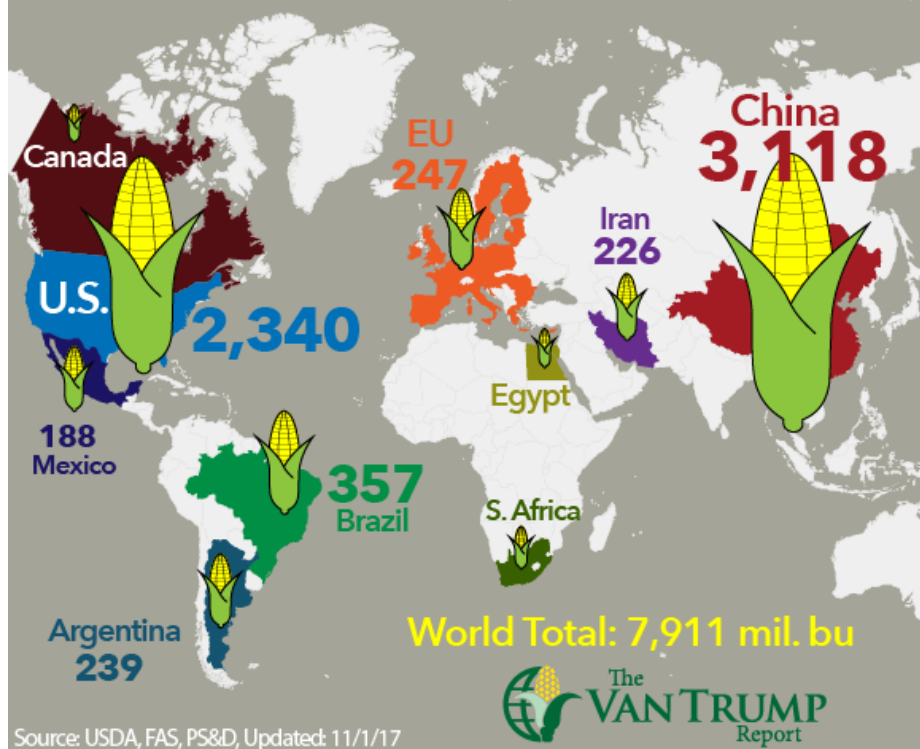 Canada
U.S.
2,340
188
Mexico
357
Brazil
Argentina
239
EU
247
Iran
226
Egypt
S. Africa
China
3,118
World Total: 7,911 mil. bu
The
VAN TRUMP
Report
Source: USDA, FAS, PS&D, Updated: 11/1/17